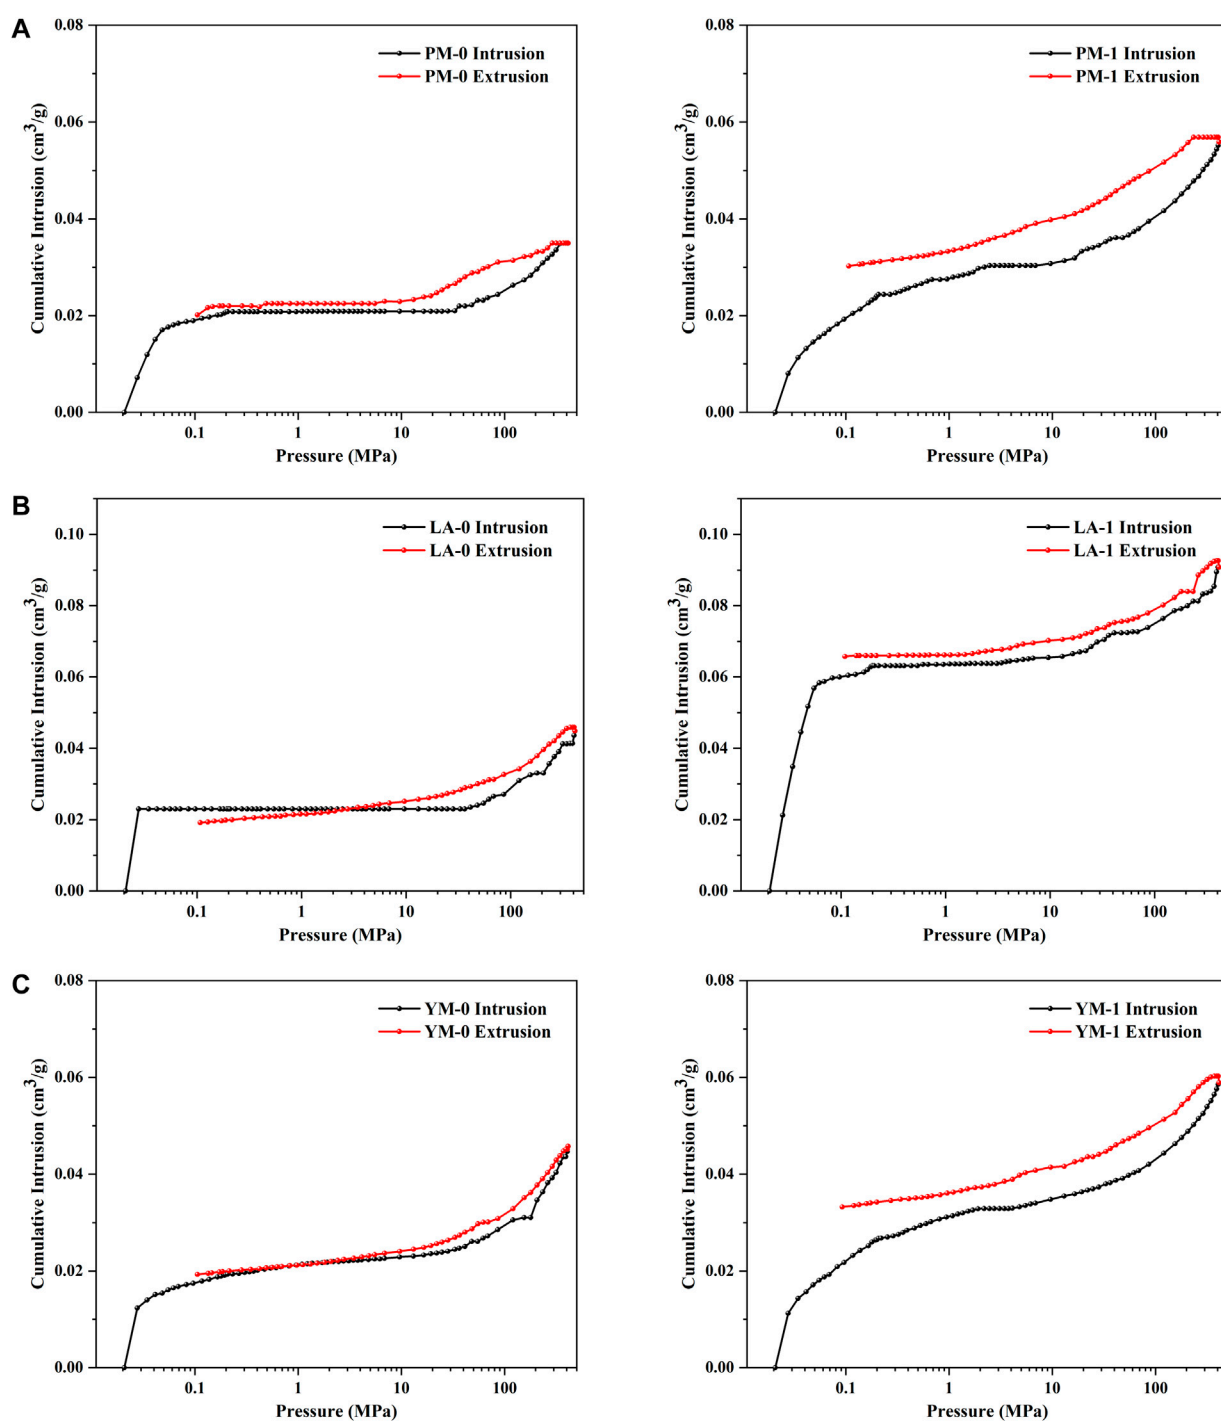 A
PM-0 Intrusion
PM-0 Extrusion
Cumulative Intrusion (cm³/g)
0.08
0.06
0.04
0.02
0.00
0.1 1 10 100
Pressure (MPa)
PM-1 Intrusion
PM-1 Extrusion
Cumulative Intrusion (cm³/g)
0.08
0.06
0.04
0.02
0.00
0.1 1 10 100
Pressure (MPa)
B
LA-0 Intrusion
LA-0 Extrusion
Cumulative Intrusion (cm³/g)
0.10
0.08
0.06
0.04
0.02
0.00
0.1 1 10 100
Pressure (MPa)
LA-1 Intrusion
LA-1 Extrusion
Cumulative Intrusion (cm³/g)
0.10
0.08
0.06
0.04
0.02
0.00
0.1 1 10 100
Pressure (MPa)
C
YM-0 Intrusion
YM-0 Extrusion
Cumulative Intrusion (cm³/g)
0.08
0.06
0.04
0.02
0.00
0.1 1 10 100
Pressure (MPa)
YM-1 Intrusion
YM-1 Extrusion
Cumulative Intrusion (cm³/g)
0.08
0.06
0.04
0.02
0.00
0.1 1 10 100
Pressure (MPa)